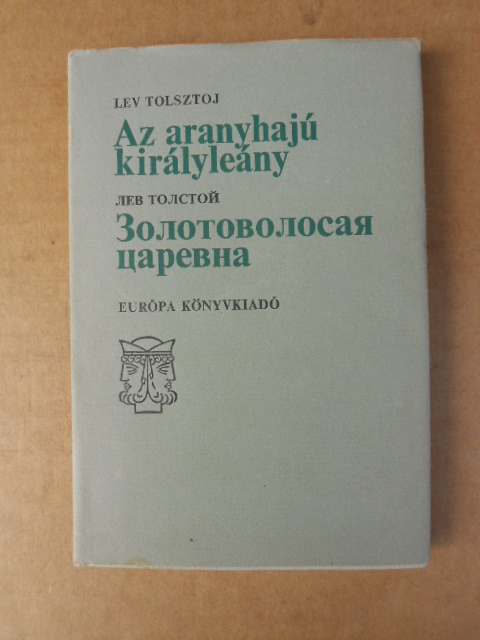 LEV TOLSZTOJ
Az aranyhajú
királyleány
ЛЕВ ТОЛСТОЙ
Золотоволосая
царевна
EURÓPA KÖNYVKIADÓ